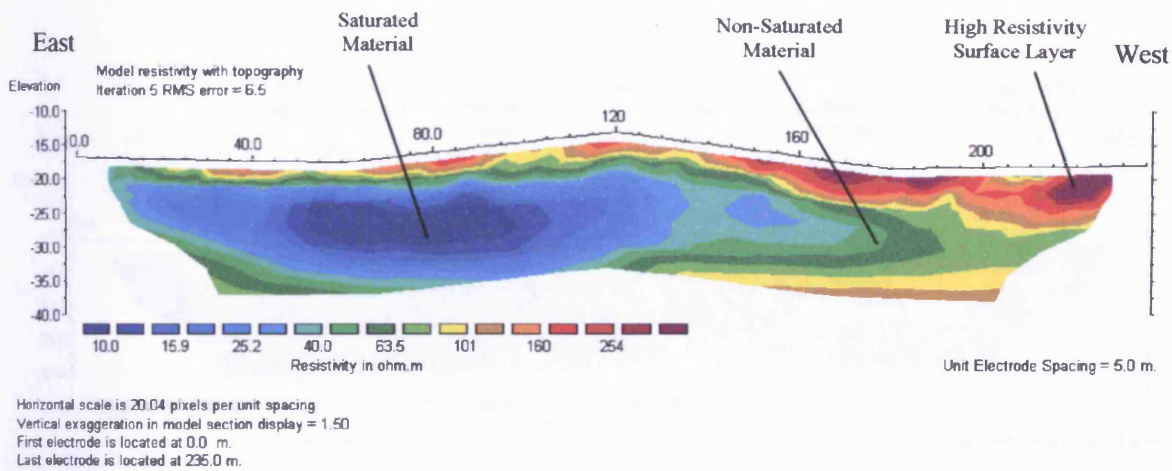 Saturated
Material
Non-Saturated
Material
High Resistivity
Surface Layer
East
West
Model resistivity with topography
Iteration 5 RMS error = 6.5
Elevation
-10.0
-15.0
-20.0
-25.0
-30.0
-35.0
-40.0
0.0
40.0
80.0
120
160
200
10.0 15.9 25.2 40.0 63.5 101 160 254
Resistivity in ohm.m
Unit Electrode Spacing = 5.0 m.
Horizontal scale is 20.04 pixels per unit spacing
Vertical exaggeration in model section display = 1.50
First electrode is located at 0.0 m.
Last electrode is located at 235.0 m.